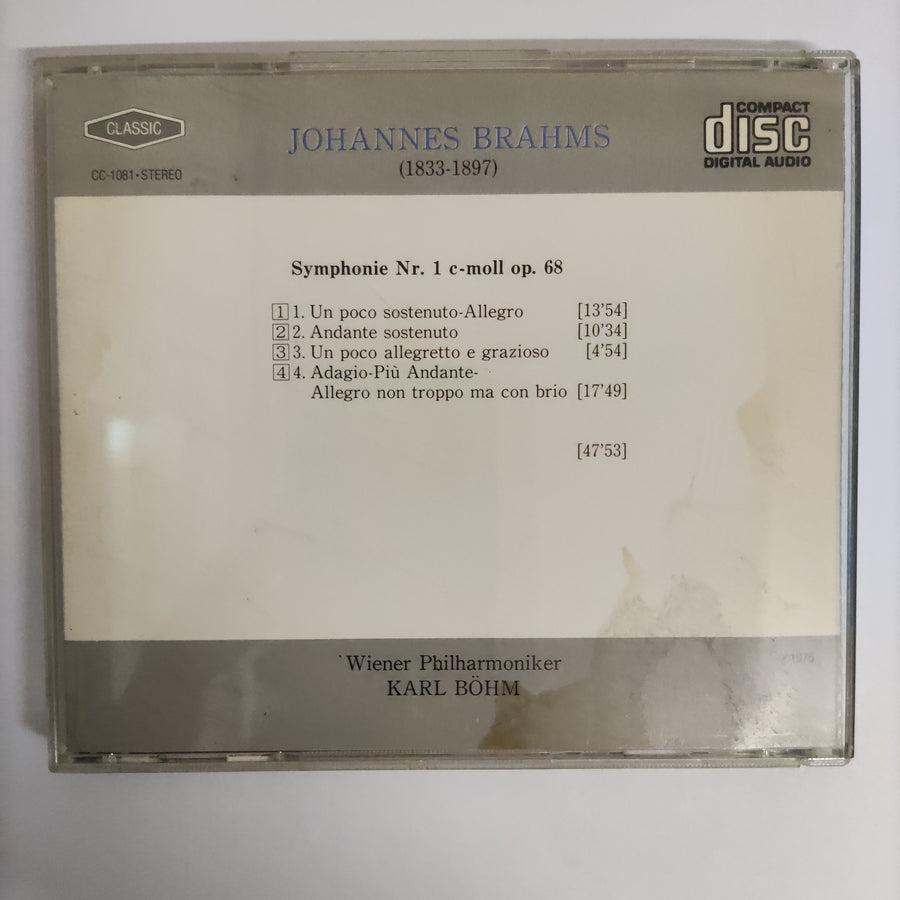 CLASSIC
CC-1081・STEREO
JOHANNES BRAHMS
(1833-1897)
COMPACT
disc
DIGITAL AUDIO
Symphonie Nr. 1 c-moll op. 68
1 1. Un poco sostenuto-Allegro [13'54]
2 2. Andante sostenuto [10'34]
3 3. Un poco allegretto e grazioso [4'54]
4 4. Adagio-Più Andante-
Allegro non troppo ma con brio [17'49]
[47'53]
Wiener Philharmoniker
KARL BÖHM